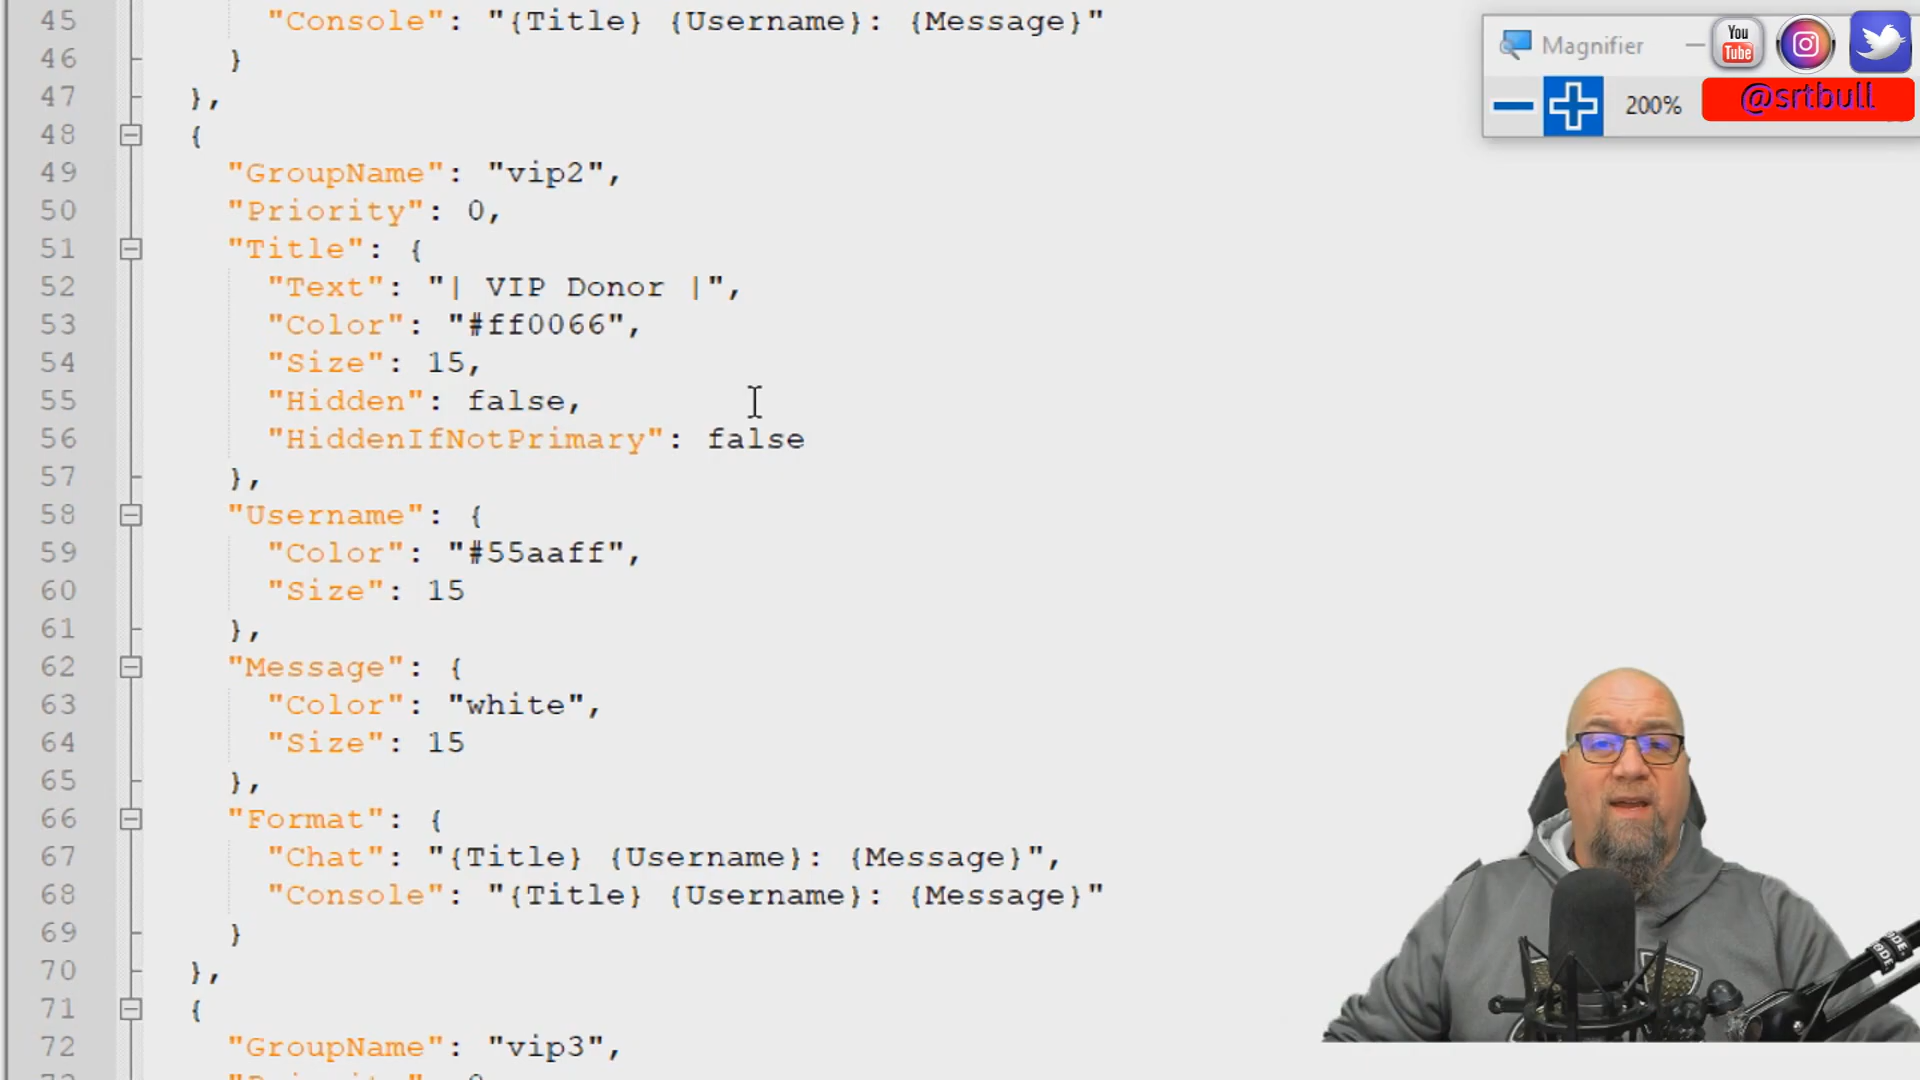 45 "Console": "{Title} {Username}: {Message}"
46 }
47 },
48 {
49 "GroupName": "vip2",
50 "Priority": 0,
51 "Title": {
52 "Text": "| VIP Donor |",
53 "Color": "#ff0066",
54 "Size": 15,
55 "Hidden": false,
56 "HiddenIfNotPrimary": false
57 },
58 "Username": {
59 "Color": "#55aaff",
60 "Size": 15
61 },
62 "Message": {
63 "Color": "white",
64 "Size": 15
65 },
66 "Format": {
67 "Chat": "{Title} {Username}: {Message}",
68 "Console": "{Title} {Username}: {Message}"
69 }
70 },
71 {
72 "GroupName": "vip3",
Magnifier
You
Tube
200%
@srtbull